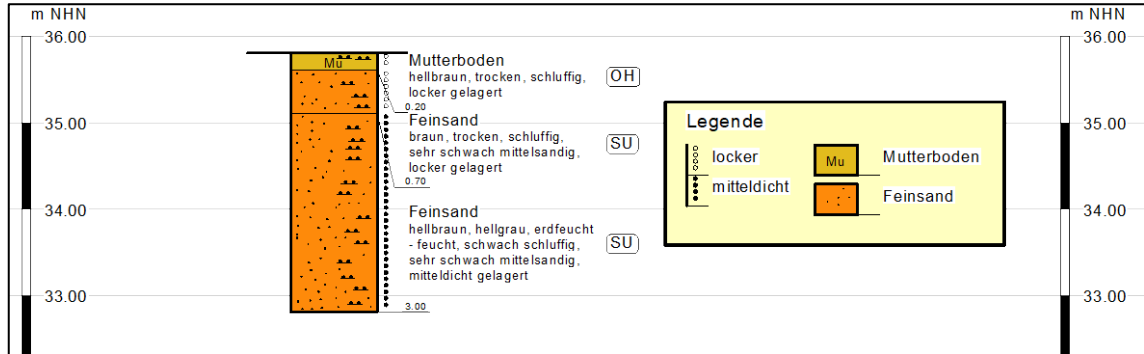 m NHN
m NHN
36.00
36.00
Mu
Mutterboden
hellbraun, trocken, schluffig,
locker gelagert
OH
0.20
35.00
35.00
Feinsand
braun, trocken, schluffig,
sehr schwach mittelsandig,
locker gelagert
SU
0.70
34.00
34.00
Feinsand
hellbraun, hellgrau, erdfeucht
- feucht, schwach schluffig,
sehr schwach mittelsandig,
mitteldicht gelagert
SU
33.00
33.00
3.00
Legende
locker
mitteldicht
Mu
Mutterboden
Feinsand